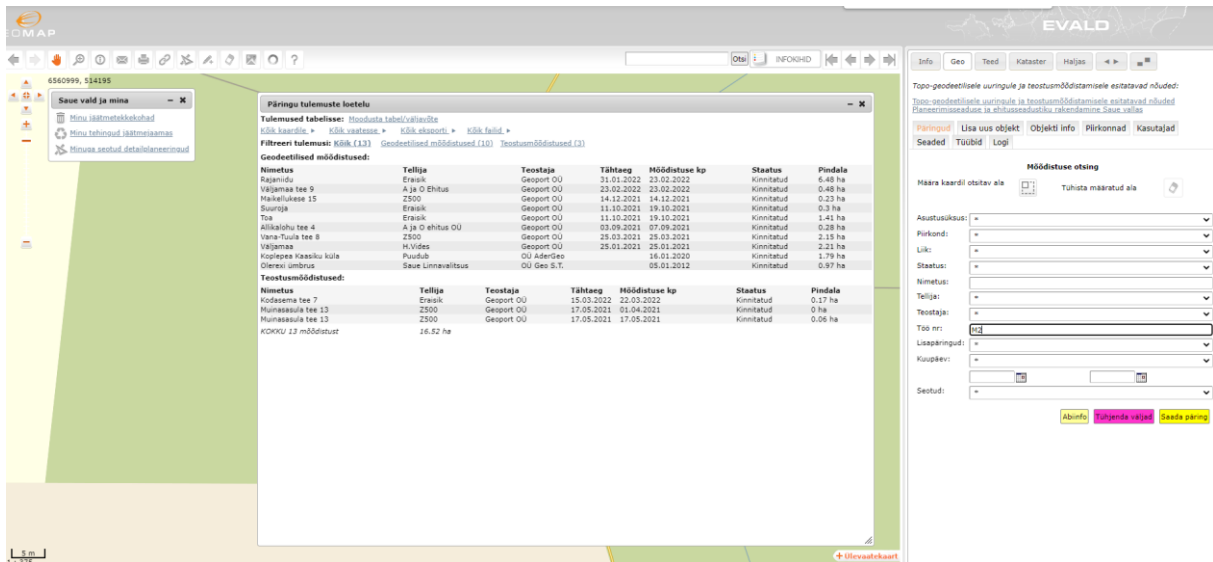 EOMAP
EVALD
Otsi
INFOKIHID
6560999, 514195
Saue vald ja mina
Minu jäätmetekkekohad
Minu tehingud jäätmejaamas
Minuga seotud detailplaneeringud
Päringu tulemuste loetelu
Tulemused tabelisse: Moodusta tabel/väljavõte
Kõik kaardile ▸ Kõik vaatesse ▸ Kõik eksporti ▸ Kõik failid ▸
Filtreeri tulemusi: Kõik (13) Geodeetilised mõõdistused (10) Teostusmõõdistused (3)
Geodeetilised mõõdistused:
Nimetus Tellija Teostaja Tähtaeg Mõõdistuse kp Staatus Pindala
Rajaniidu Eraisik Geoport OÜ 31.01.2022 23.02.2022 Kinnitatud 6.48 ha
Väljamaa tee 9 A ja O Ehitus Geoport OÜ 23.02.2022 23.02.2022 Kinnitatud 0.48 ha
Maikellukese 15 Z500 Geoport OÜ 14.12.2021 14.12.2021 Kinnitatud 0.23 ha
Suuroja Eraisik Geoport OÜ 11.10.2021 19.10.2021 Kinnitatud 0.3 ha
Toa Eraisik Geoport OÜ 11.10.2021 19.10.2021 Kinnitatud 1.41 ha
Allikalohu tee 4 A ja O ehitus OÜ Geoport OÜ 03.09.2021 07.09.2021 Kinnitatud 0.28 ha
Vana-Tuula tee 8 Z500 Geoport OÜ 25.03.2021 25.03.2021 Kinnitatud 2.15 ha
Väljamaa H.Vides Geoport OÜ 25.01.2021 25.01.2021 Kinnitatud 2.21 ha
Koplepea Kaasiku küla Puudub OÜ AderGeo 16.01.2020 Kinnitatud 1.79 ha
Olerexi ümbrus Saue Linnavalitsus OÜ Geo S.T. 05.01.2012 Kinnitatud 0.97 ha
Teostusmõõdistused:
Nimetus Tellija Teostaja Tähtaeg Mõõdistuse kp Staatus Pindala
Kodasema tee 7 Eraisik Geoport OÜ 15.03.2022 22.03.2022 Kinnitatud 0.17 ha
Muinasasula tee 13 Z500 Geoport OÜ 17.05.2021 01.04.2021 Kinnitatud 0 ha
Muinasasula tee 13 Z500 Geoport OÜ 17.05.2021 17.05.2021 Kinnitatud 0.06 ha
KOKKU 13 mõõdistust 16.52 ha
5 m
+ Ülevaatekaart
Info Geo Teed Kataster Haljas
Topo-geodeetilisele uuringule ja teostusmõõdistamisele esitatavad nõuded:
Topo-geodeetilisele uuringule ja teostusmõõdistamisele esitatavad nõuded
Planeerimisseaduse ja ehitusseadustiku rakendamine Saue vallas
Päringud Lisa uus objekt Objekti info Piirkonnad Kasutajad
Seaded Tüübid Logi
Mõõdistuse otsing
Määra kaardil otsitav ala Tühista määratud ala
Asustusüksus: *
Piirkond: *
Liik: *
Staatus: *
Nimetus:
Tellija: *
Teostaja: *
Töö nr: M2
Lisapäringud: *
Kuupäev: *
Seotud: *
Abiinfo Tühjenda väljad Saada päring